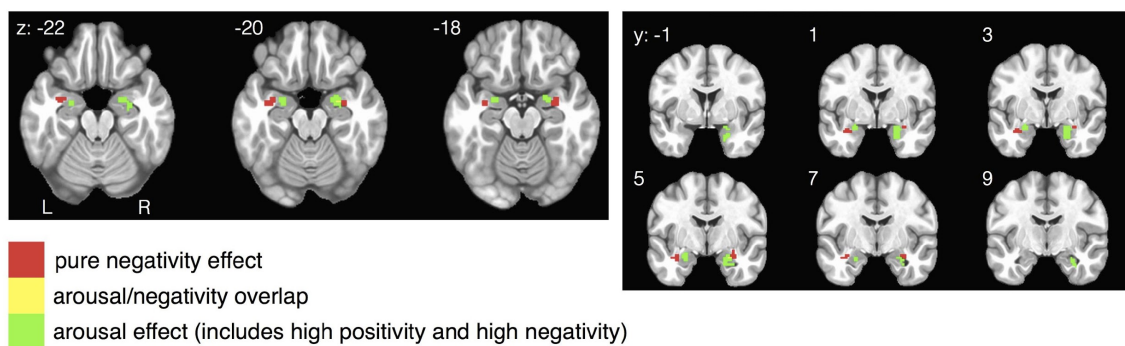 z: -22
-20
-18
L
R
y: -1
1
3
5
7
9
pure negativity effect
arousal/negativity overlap
arousal effect (includes high positivity and high negativity)